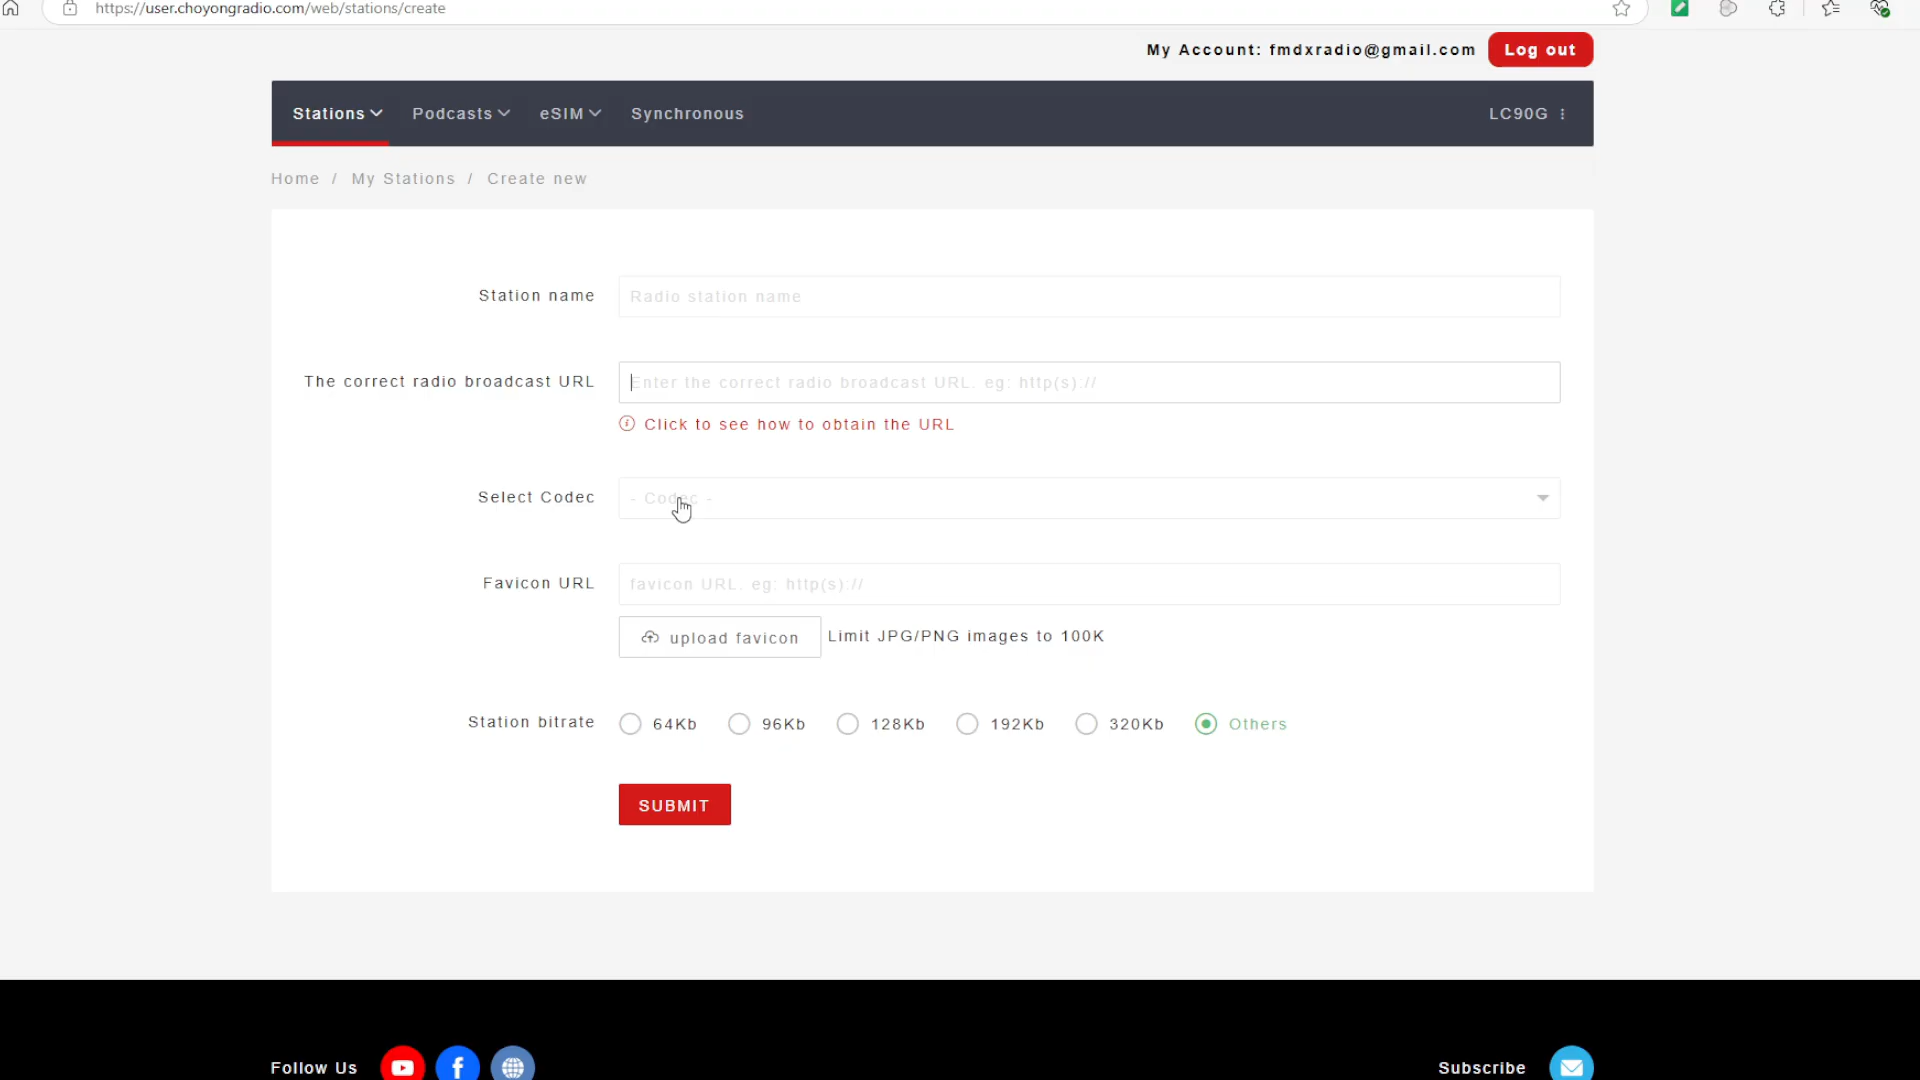 https://user.choyongradio.com/web/stations/create
My Account: fmdxradio@gmail.com Log out
Stations Podcasts eSIM Synchronous LC90G
Home / My Stations / Create new
Station name Radio station name
The correct radio broadcast URL Enter the correct radio broadcast URL. eg: http(s)://
Click to see how to obtain the URL
Select Codec - Codec -
Favicon URL favicon URL. eg: http(s)://
upload favicon Limit JPG/PNG images to 100K
Station bitrate 64Kb 96Kb 128Kb 192Kb 320Kb Others
SUBMIT
Follow Us Subscribe